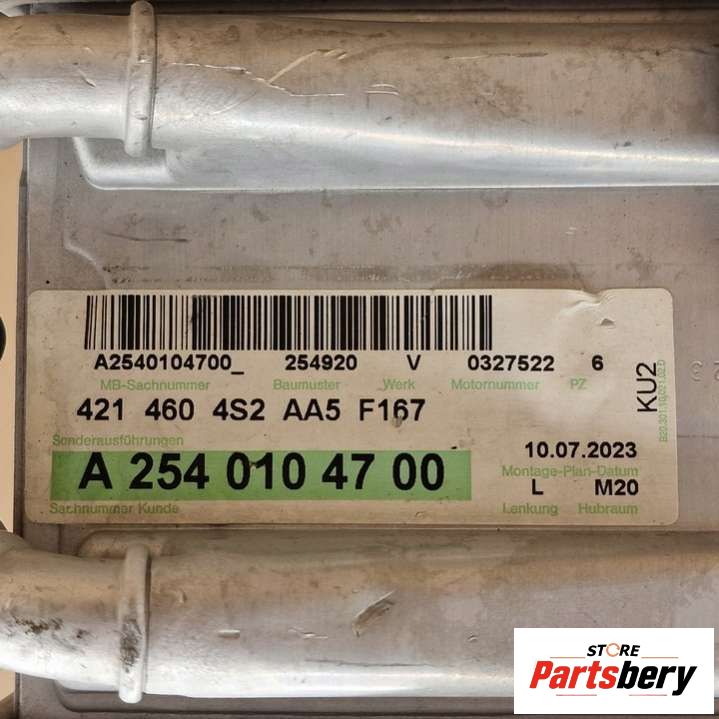 A2540104700_ 254920 V 0327522 6
MB-Sachnummer Baumuster Werk Motornummer PZ
421 460 4S2 AA5 F167
Sonderausführungen
A 254 010 47 00
Sachnummer Kunde
10.07.2023
Montage-Plan-Datum
L M20
Lenkung Hubraum
KU2
STORE
Partsbery